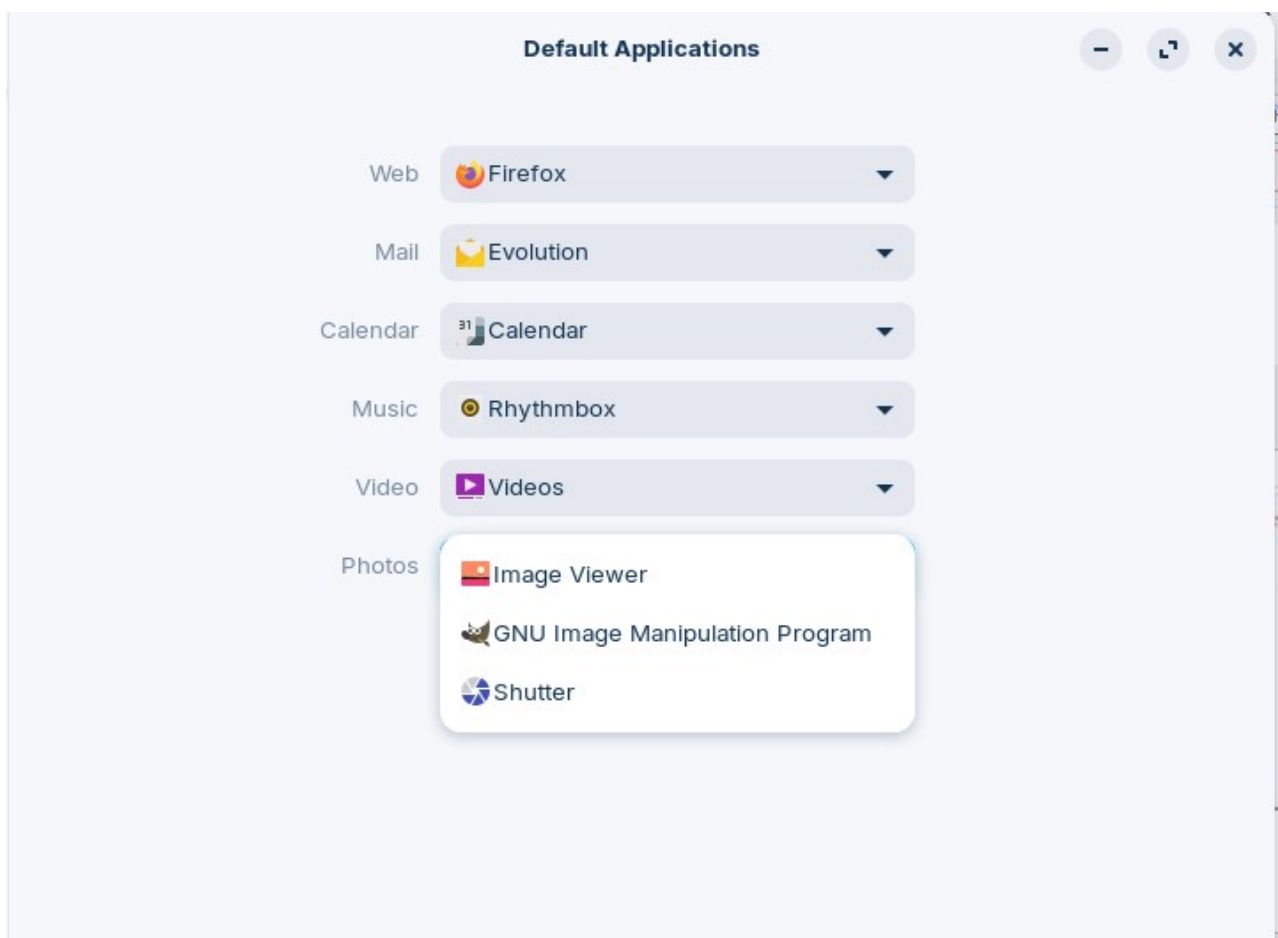 Default Applications
Web Firefox
Mail Evolution
Calendar 31 Calendar
Music Rhythmbox
Video Videos
Photos
Image Viewer
GNU Image Manipulation Program
Shutter